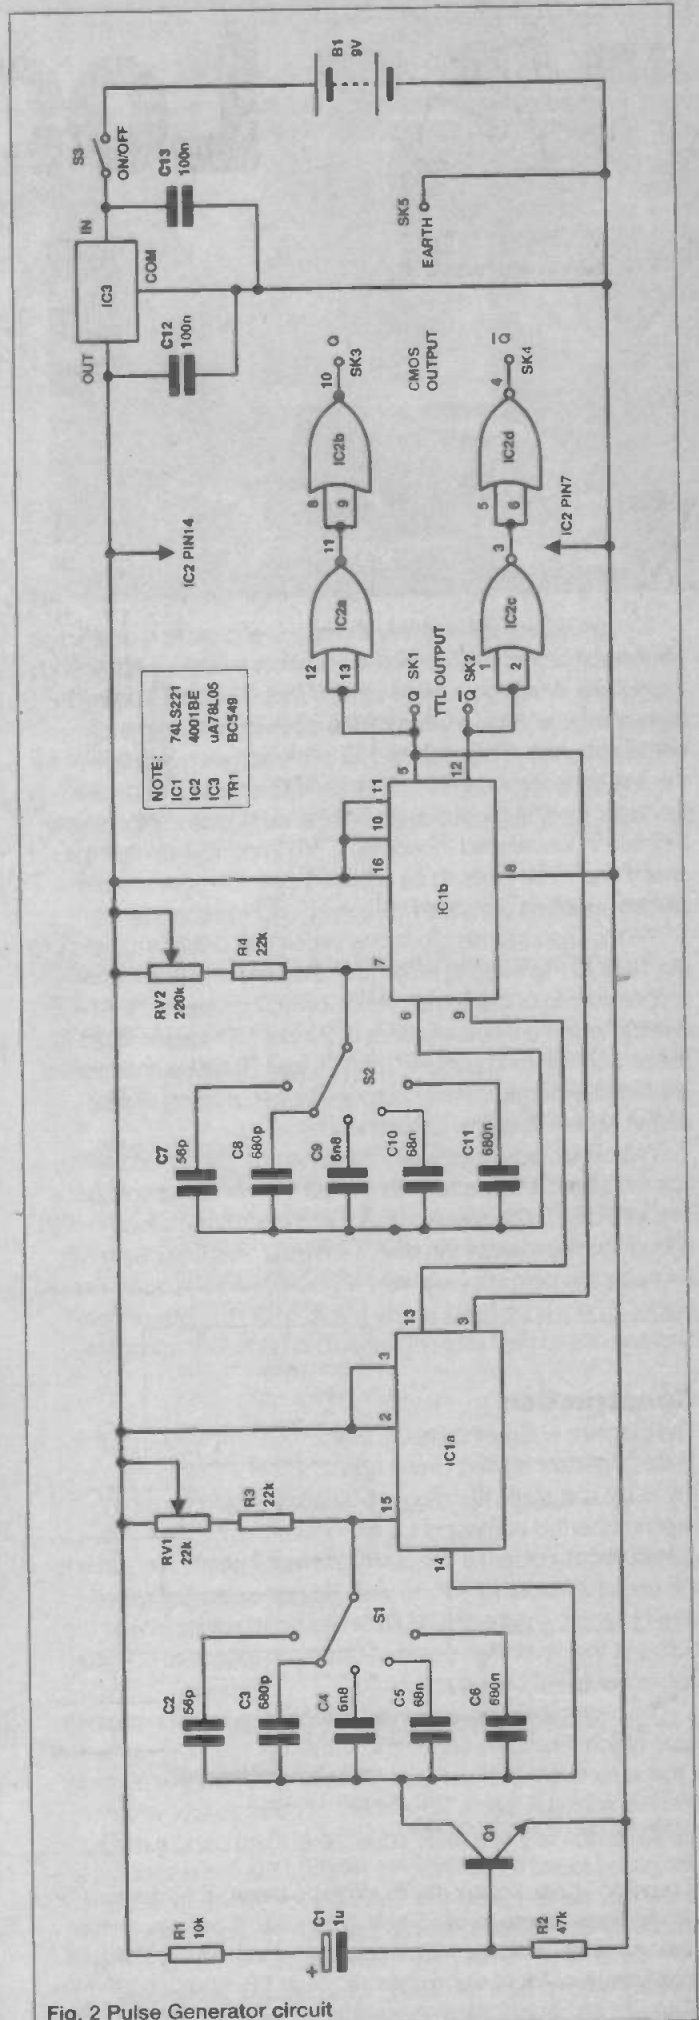 R1
10k
C1
1u
+
R2
47k
Q1
C2
56p
C3
680p
C4
6n8
C5
68n
C6
680n
S1
RV1
22k
R3
22k
15
14
2
3
IC1a
13
3
C7
56p
C8
680p
C9
6n8
C10
68n
C11
680n
S2
RV2
220k
R4
22k
7
6
9
16
10
11
IC1b
8
5
12
NOTE:
IC1 74LS221
IC2 4001BE
IC3 uA78L05
TR1 BC549
Q SK1
TTL OUTPUT
Q̅ SK2
12
13
IC2a
11
8
9
IC2b
10
Q
SK3
CMOS
OUTPUT
1
2
IC2c
3
5
6
IC2d
4
Q̅
SK4
IC2 PIN14
IC2 PIN7
OUT
IC3
IN
COM
C12
100n
C13
100n
S3
ON/OFF
SK5
EARTH
B1
9V
Fig. 2 Pulse Generator circuit